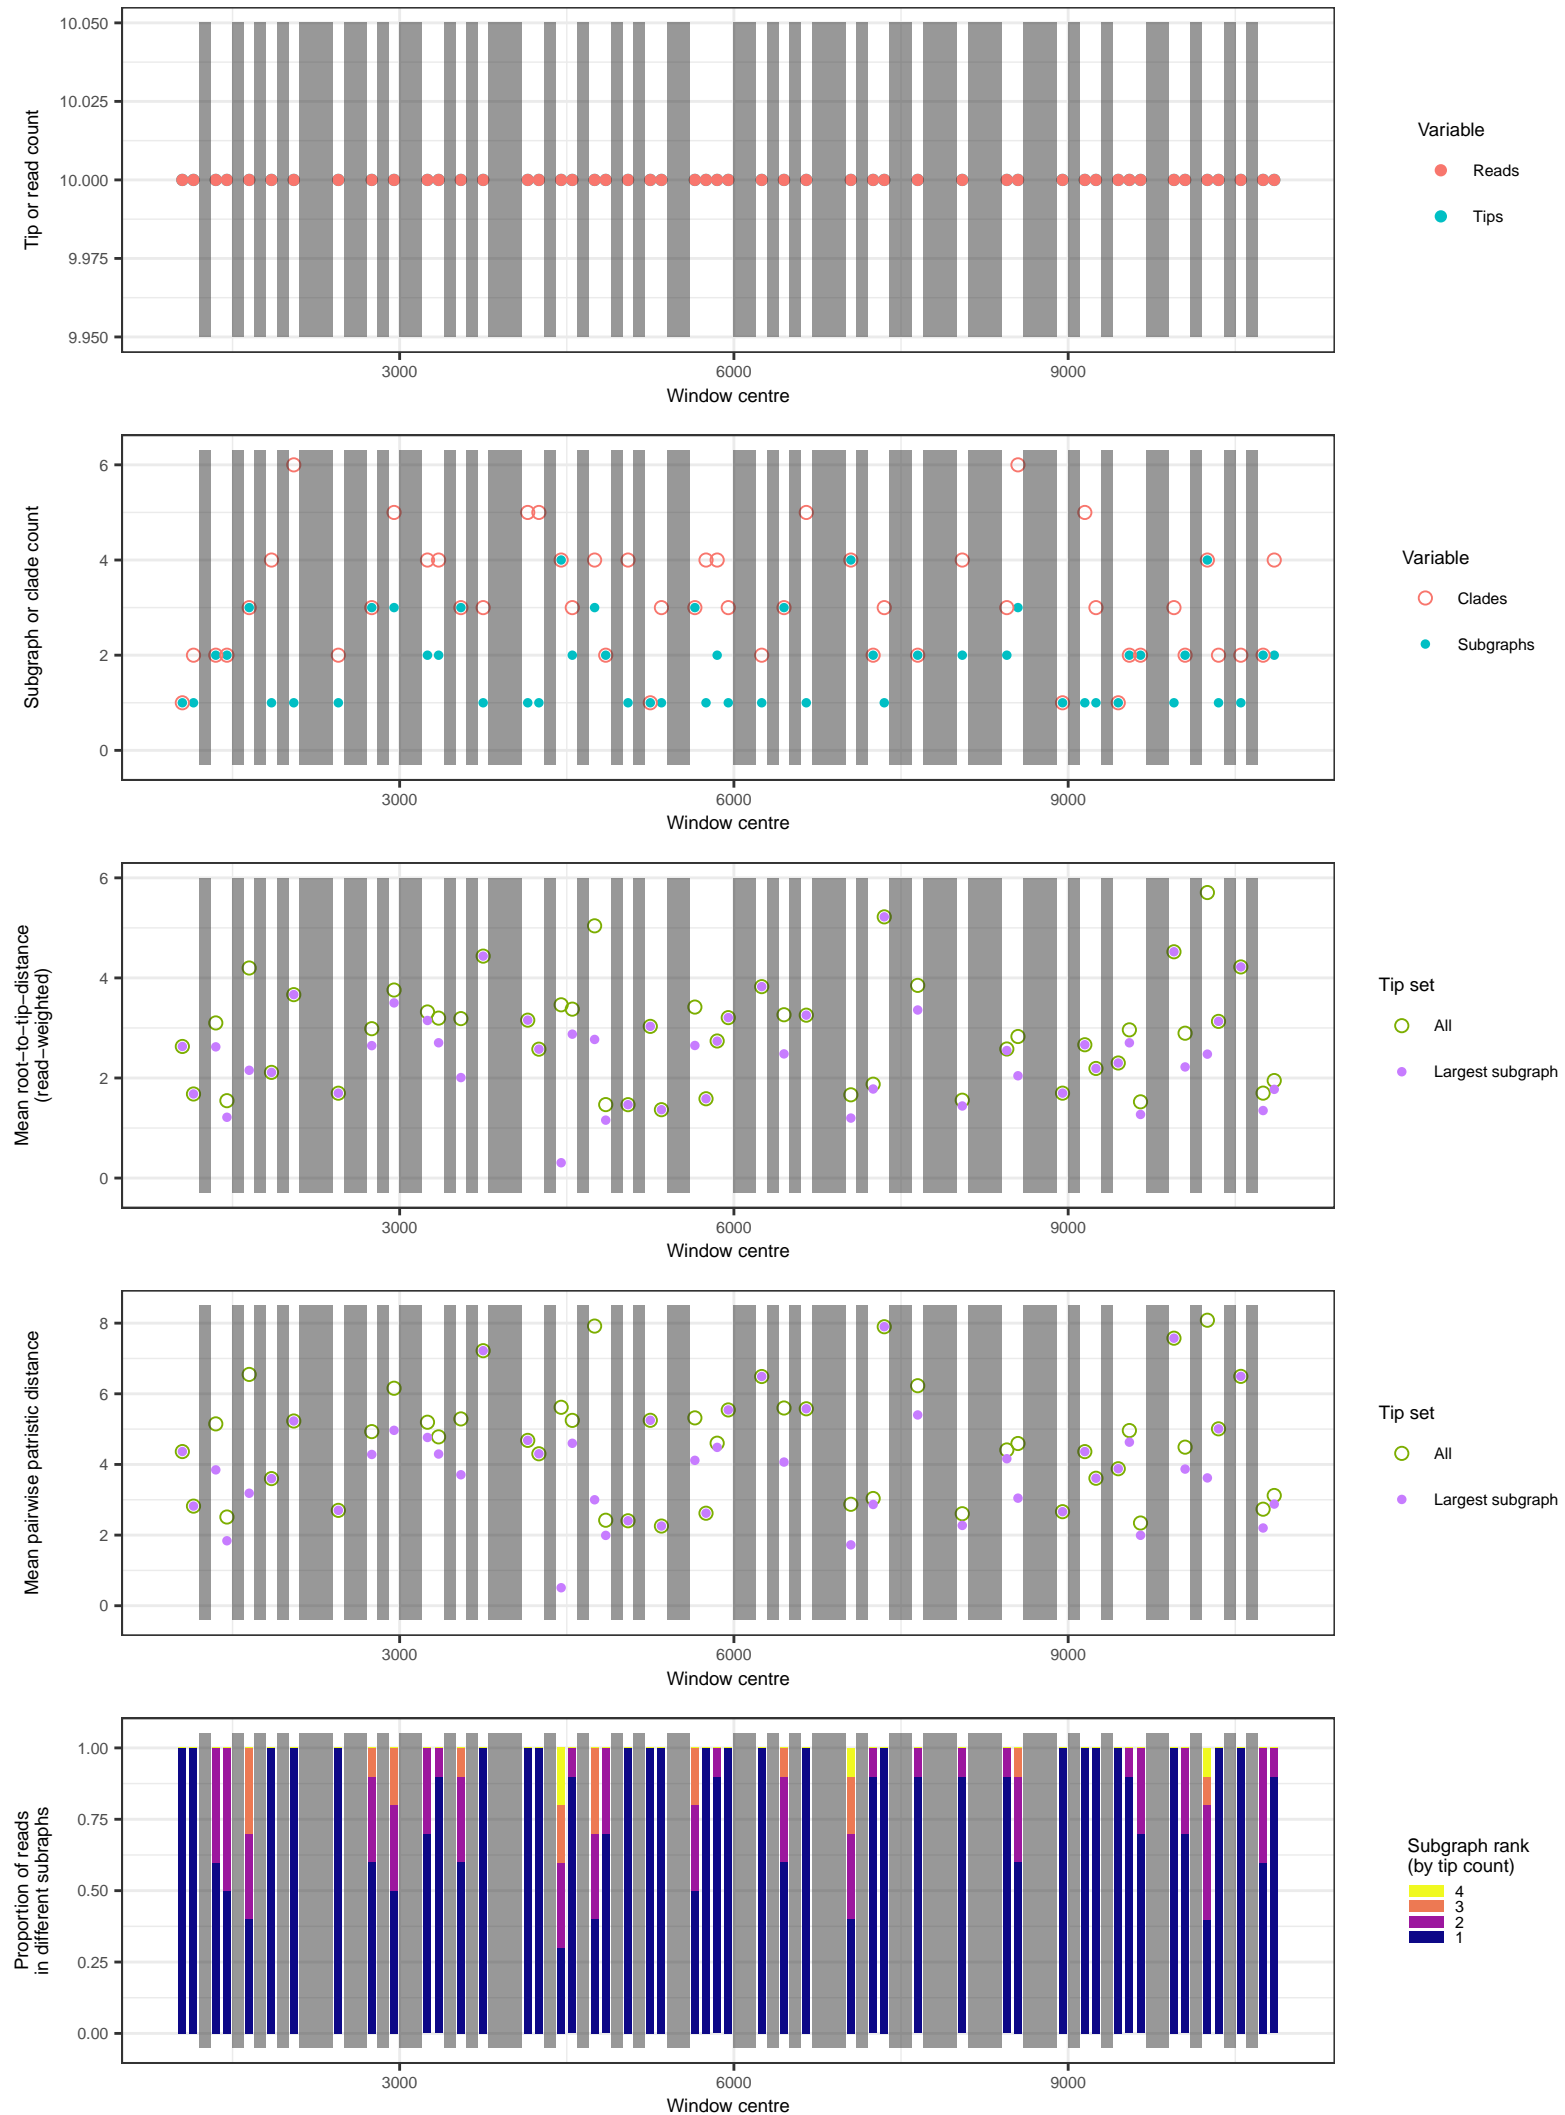 10.050
10.025
10.000
9.975
9.950
Tip or read count
3000 6000 9000
Window centre
Variable
Reads
Tips
6
4
2
0
Subgraph or clade count
3000 6000 9000
Window centre
Variable
Clades
Subgraphs
6
4
2
0
Mean root−to−tip−distance
(read−weighted)
3000 6000 9000
Window centre
Tip set
All
Largest subgraph
8
6
4
2
0
Mean pairwise patristic distance
3000 6000 9000
Window centre
Tip set
All
Largest subgraph
1.00
0.75
0.50
0.25
0.00
Proportion of reads
in different subraphs
3000 6000 9000
Window centre
Subgraph rank
(by tip count)
4
3
2
1